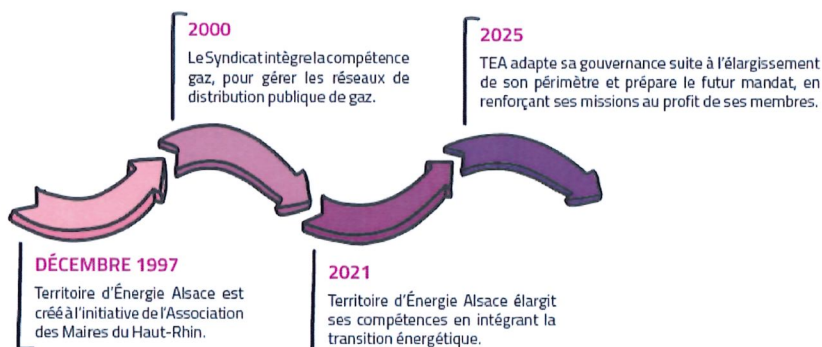 2000
Le Syndicat intègre la compétence
gaz, pour gérer les réseaux de
distribution publique de gaz.
2025
TEA adapte sa gouvernance suite à l'élargissement
de son périmètre et prépare le futur mandat, en
renforçant ses missions au profit de ses membres.
DÉCEMBRE 1997
Territoire d'Énergie Alsace est
créé à l'initiative de l'Association
des Maires du Haut-Rhin.
2021
Territoire d'Énergie Alsace élargit
ses compétences en intégrant la
transition énergétique.